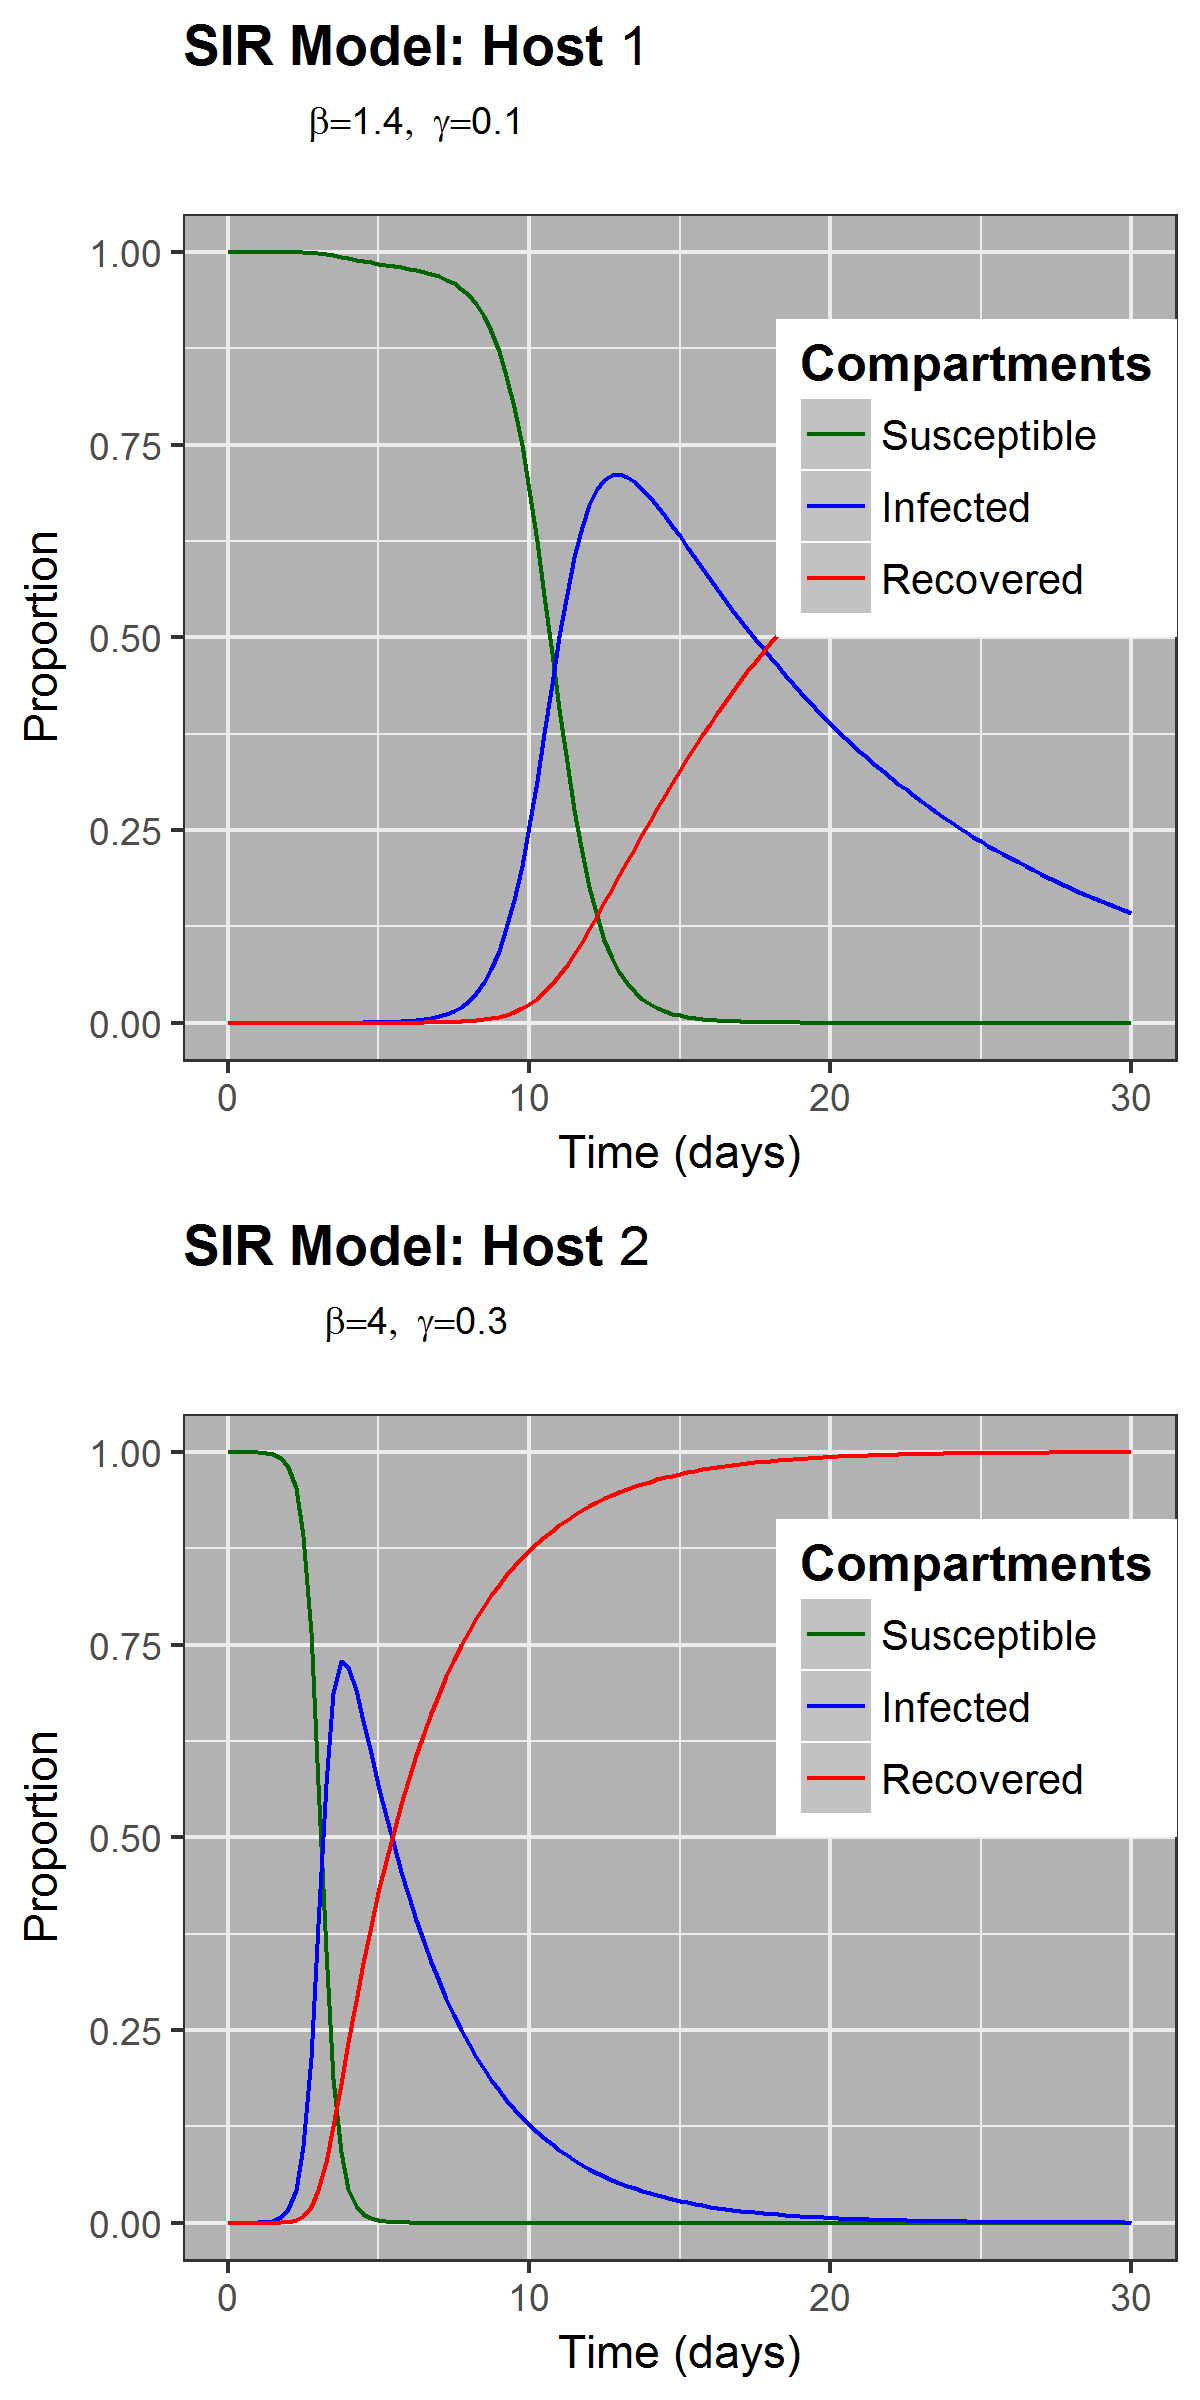 SIR Model: Host 1
β=1.4, γ=0.1
1.00
0.75
0.50
0.25
0.00
Proportion
Compartments
Susceptible
Infected
Recovered
0 10 20 30
Time (days)
SIR Model: Host 2
β=4, γ=0.3
1.00
0.75
0.50
0.25
0.00
Proportion
Compartments
Susceptible
Infected
Recovered
0 10 20 30
Time (days)